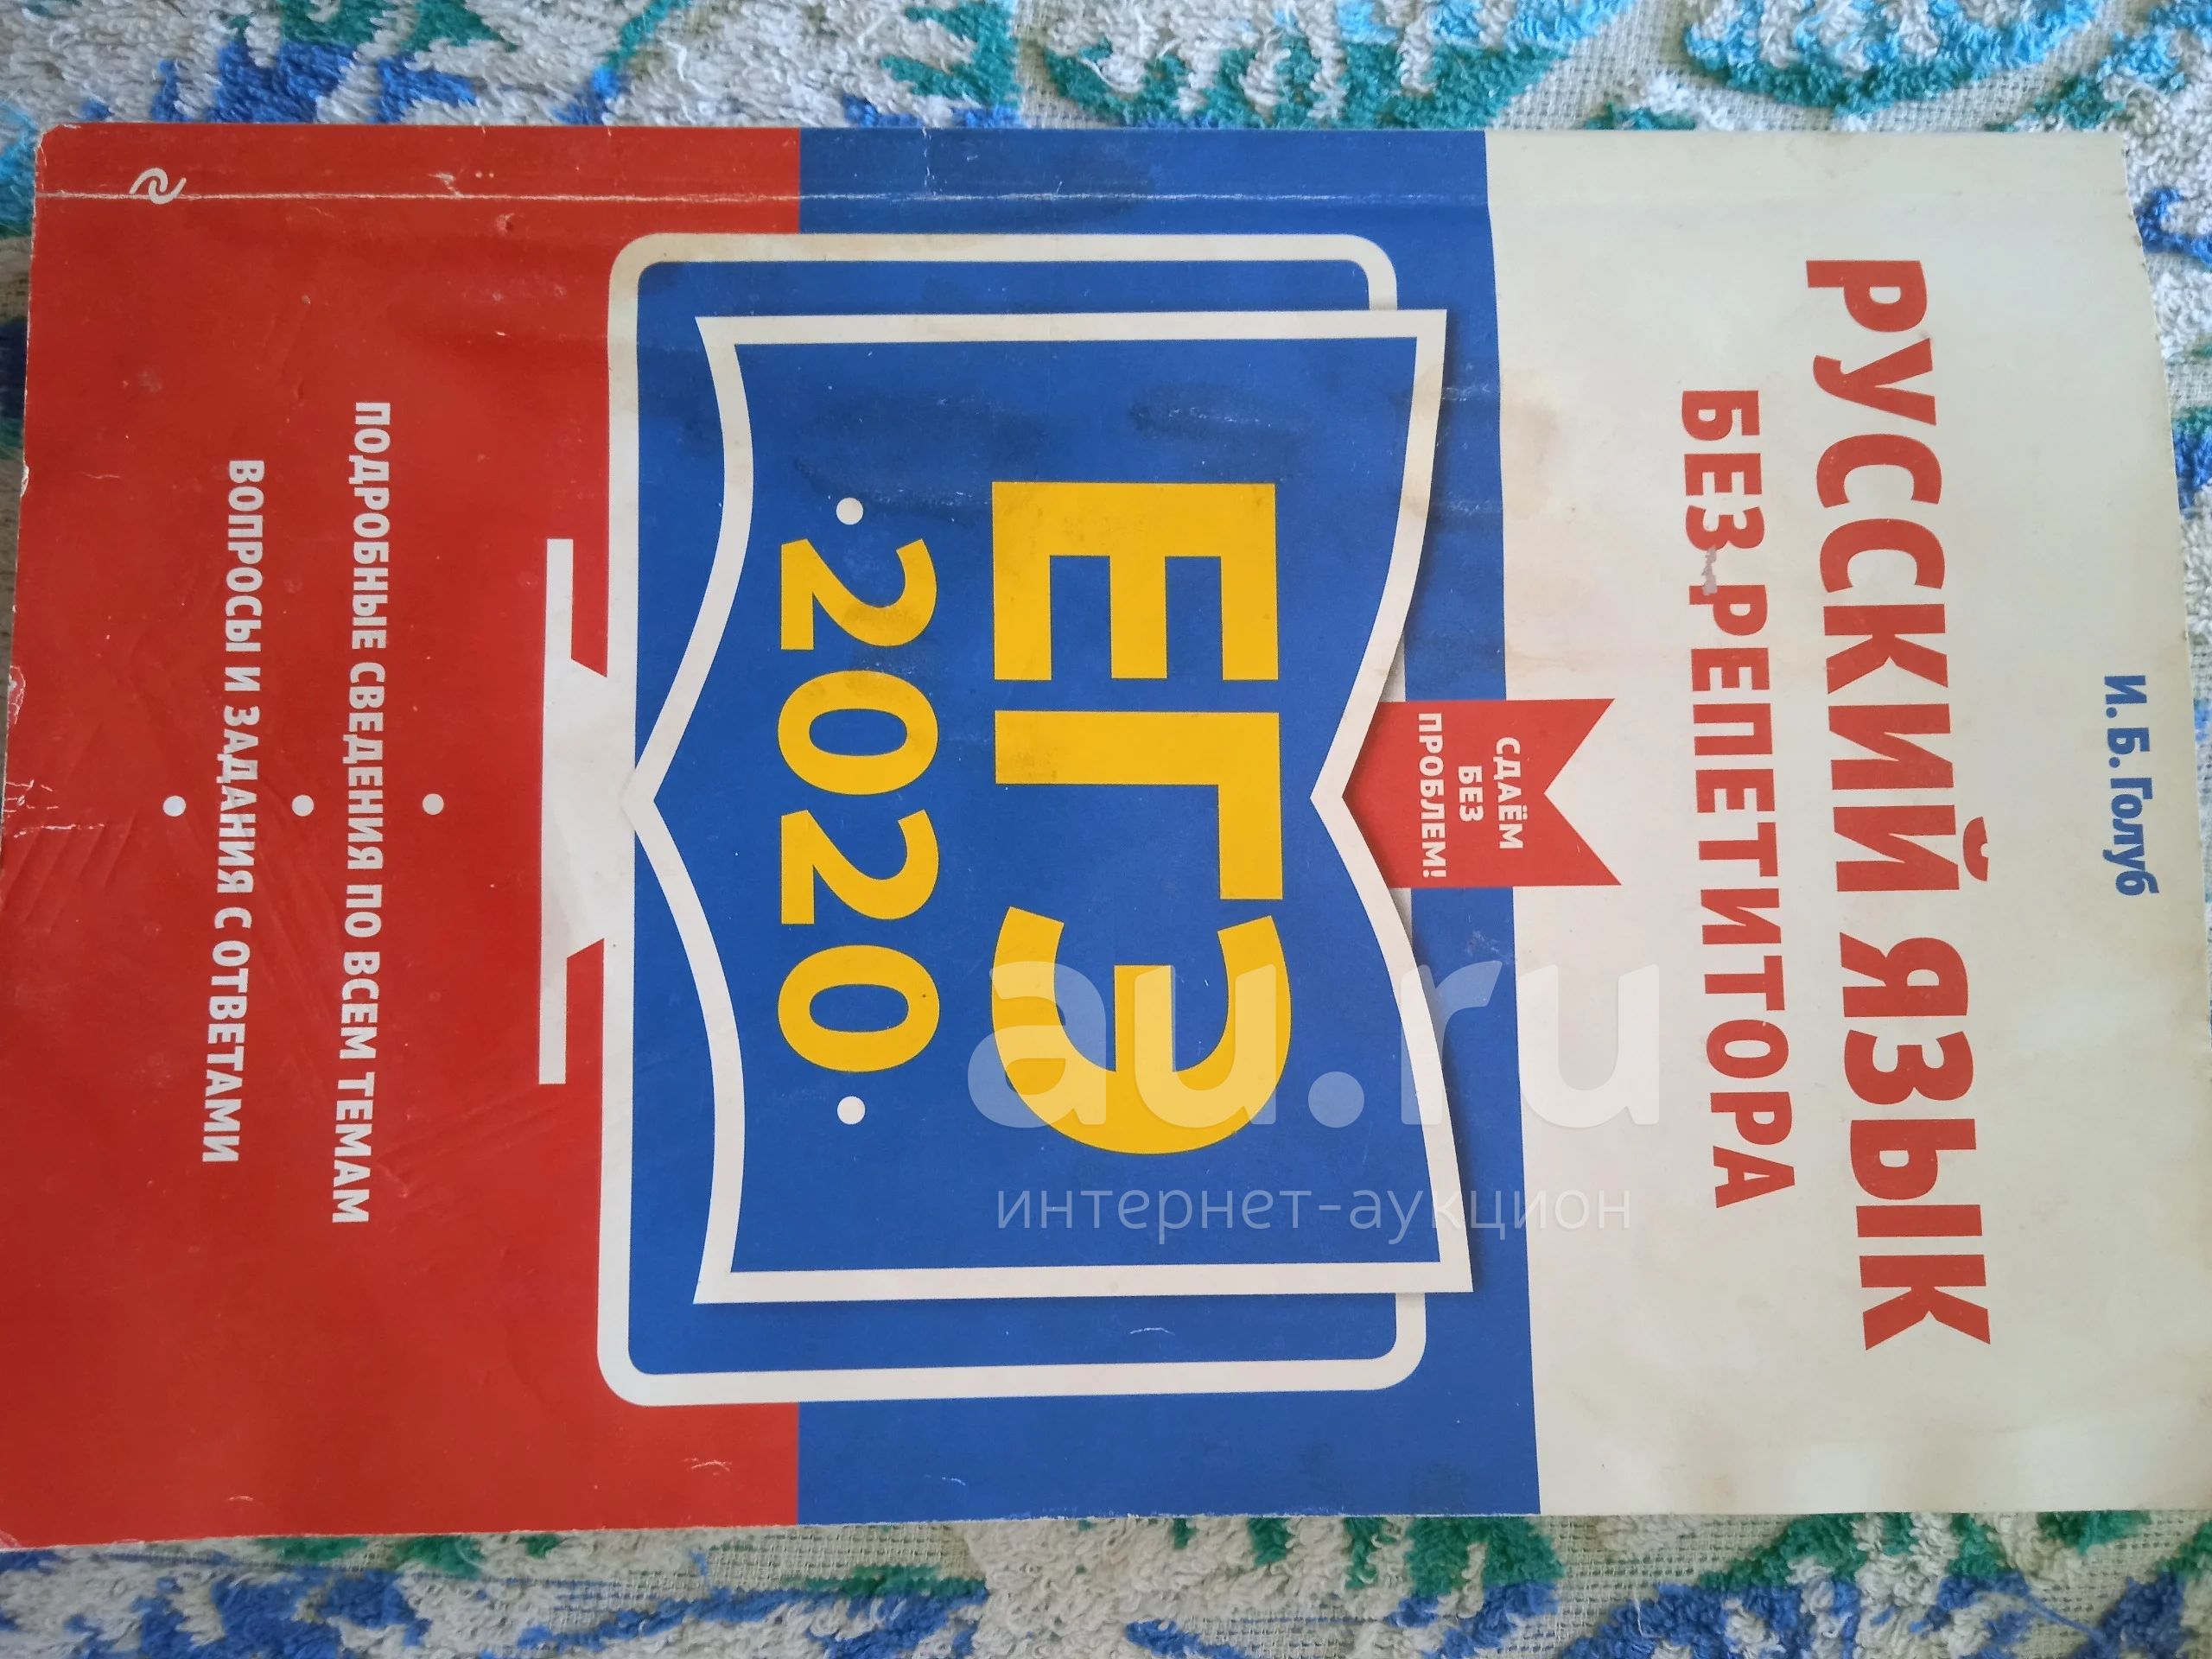 И. Б. Голуб
РУССКИЙ ЯЗЫК
БЕЗ РЕПЕТИТОРА
СДАЁМ
БЕЗ
ПРОБЛЕМ!
ЕГЭ
• 2020 •
ПОДРОБНЫЕ СВЕДЕНИЯ ПО ВСЕМ ТЕМАМ
ВОПРОСЫ И ЗАДАНИЯ С ОТВЕТАМИ
au.ru
интернет-аукцион